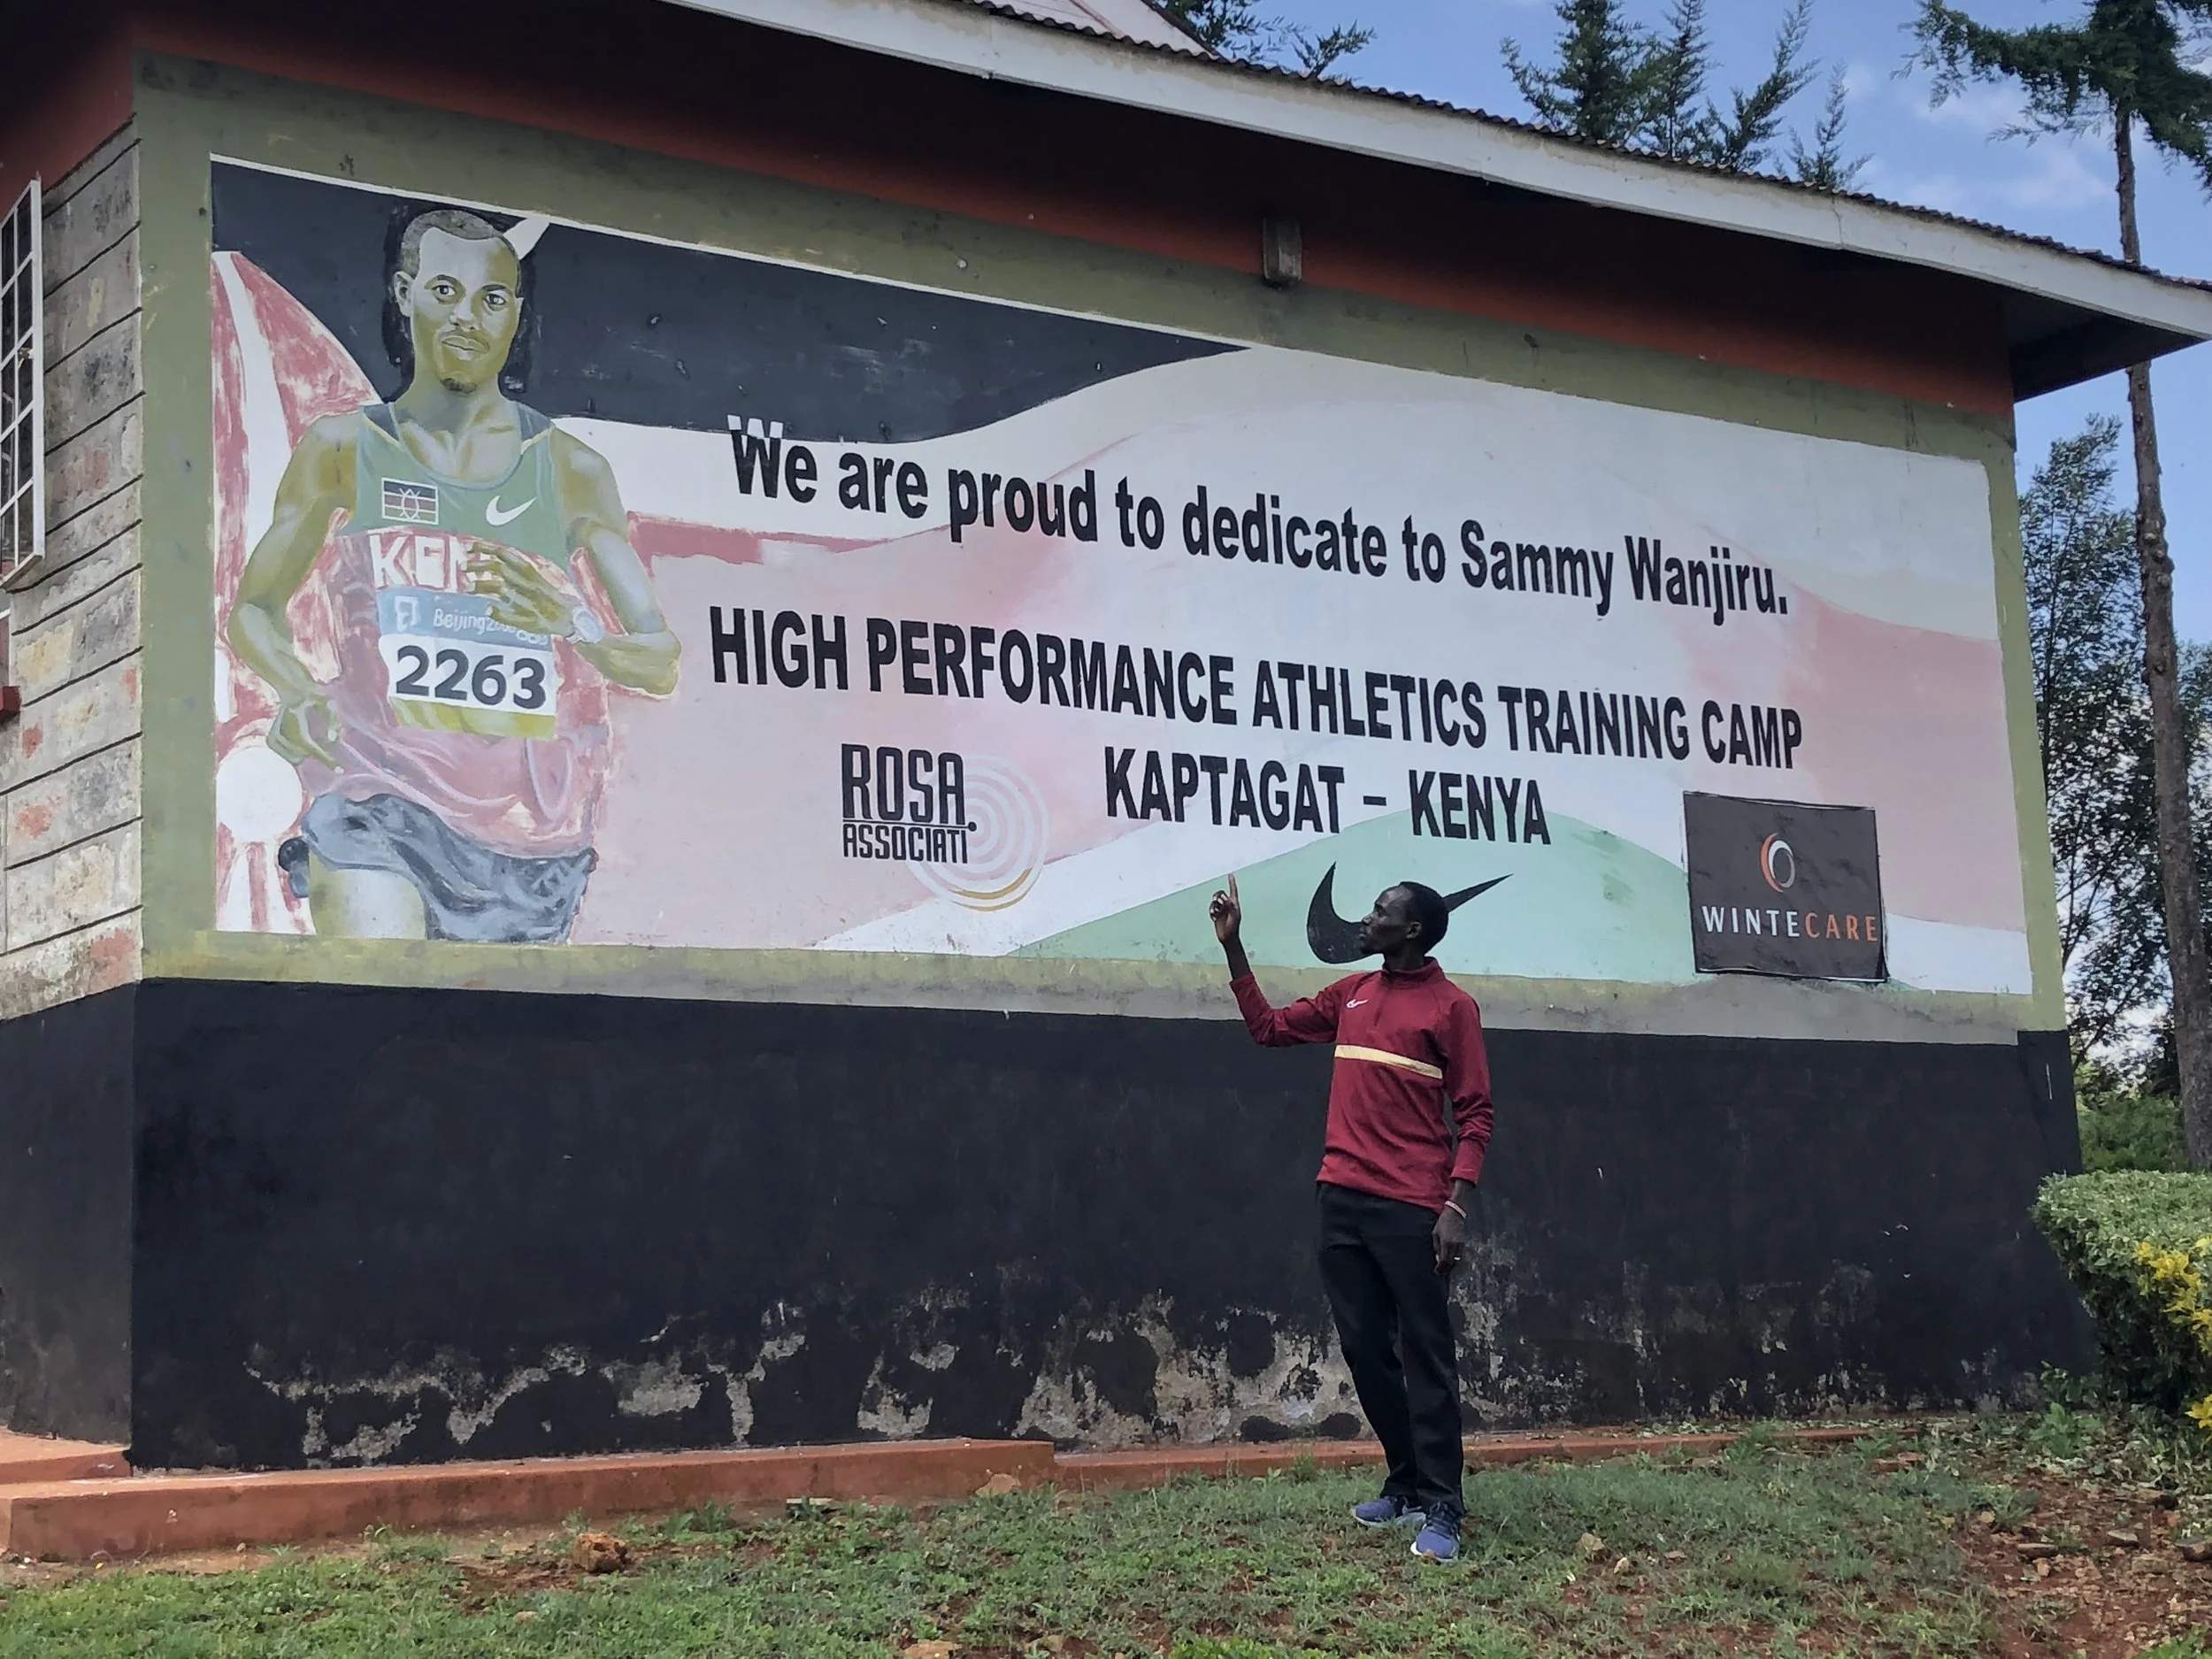 We are proud to dedicate to Sammy Wanjiru.
HIGH PERFORMANCE ATHLETICS TRAINING CAMP
KAPTAGAT – KENYA
ROSA
ASSOCIATI
WINTECARE
Beijing
2263